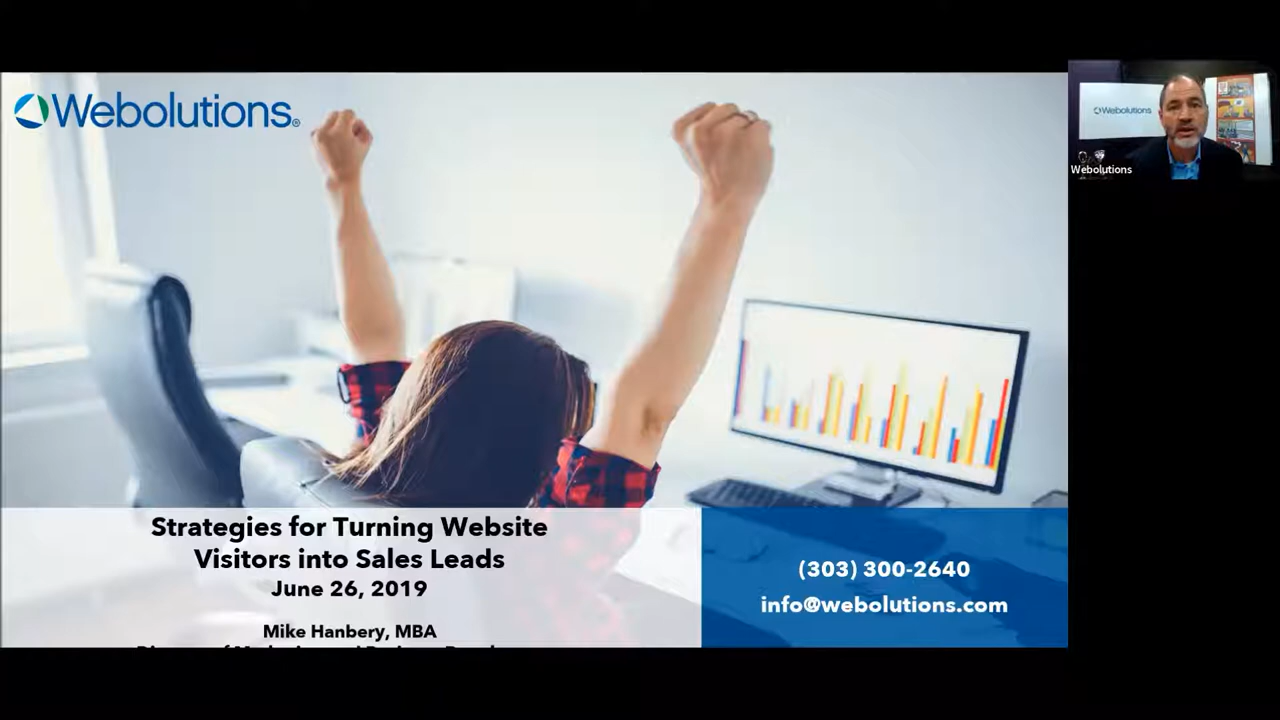 Webolutions®
Strategies for Turning Website
Visitors into Sales Leads
June 26, 2019
Mike Hanbery, MBA
(303) 300-2640
info@webolutions.com
Webolutions
Webolutions